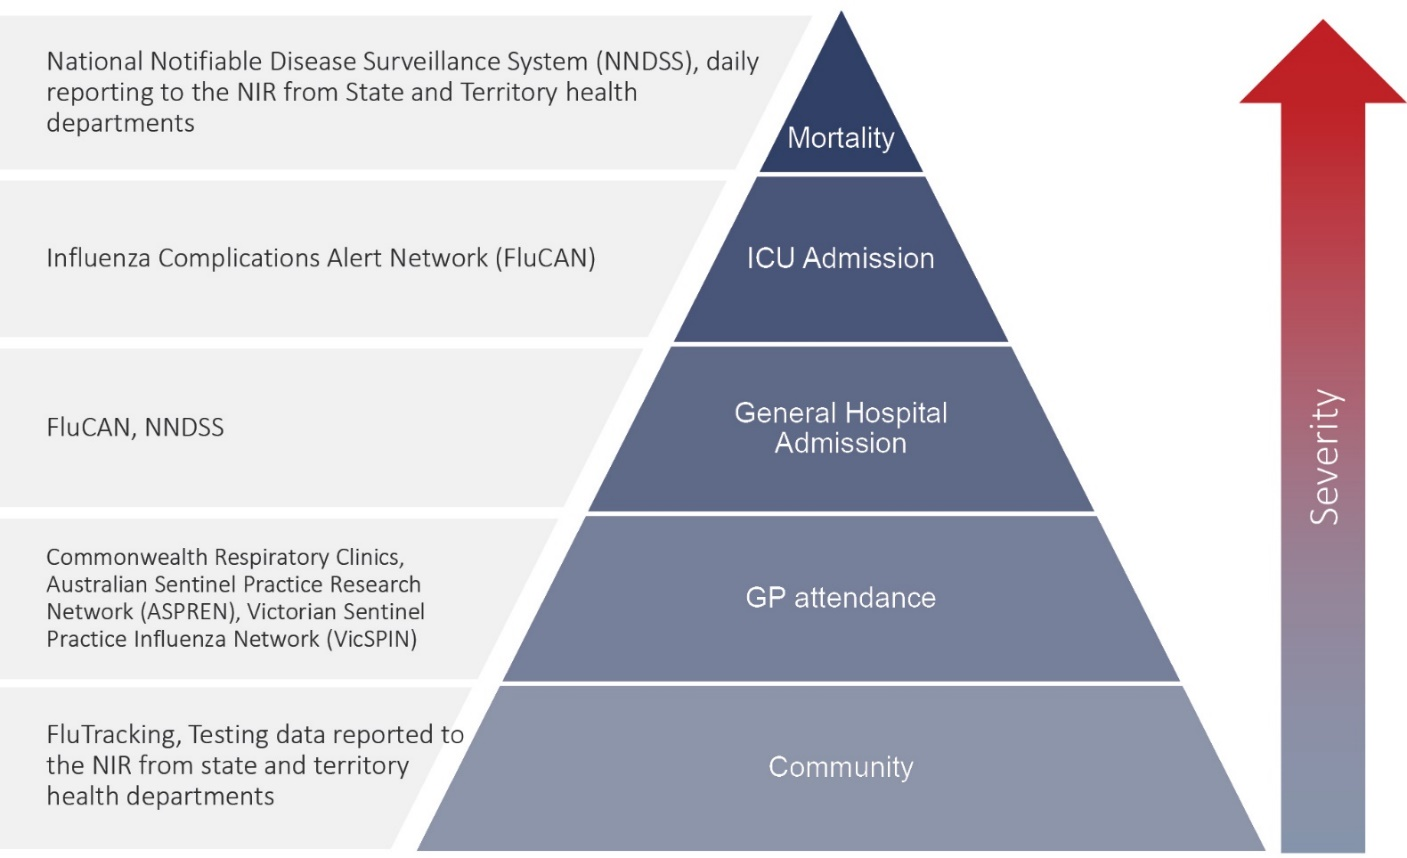 National Notifiable Disease Surveillance System (NNDSS), daily
reporting to the NIR from State and Territory health
departments
Mortality
Influenza Complications Alert Network (FluCAN)
ICU Admission
FluCAN, NNDSS
General Hospital
Admission
Commonwealth Respiratory Clinics,
Australian Sentinel Practice Research
Network (ASPREN), Victorian Sentinel
Practice Influenza Network (VicSPIN)
GP attendance
FluTracking, Testing data reported to
the NIR from state and territory
health departments
Community
Severity